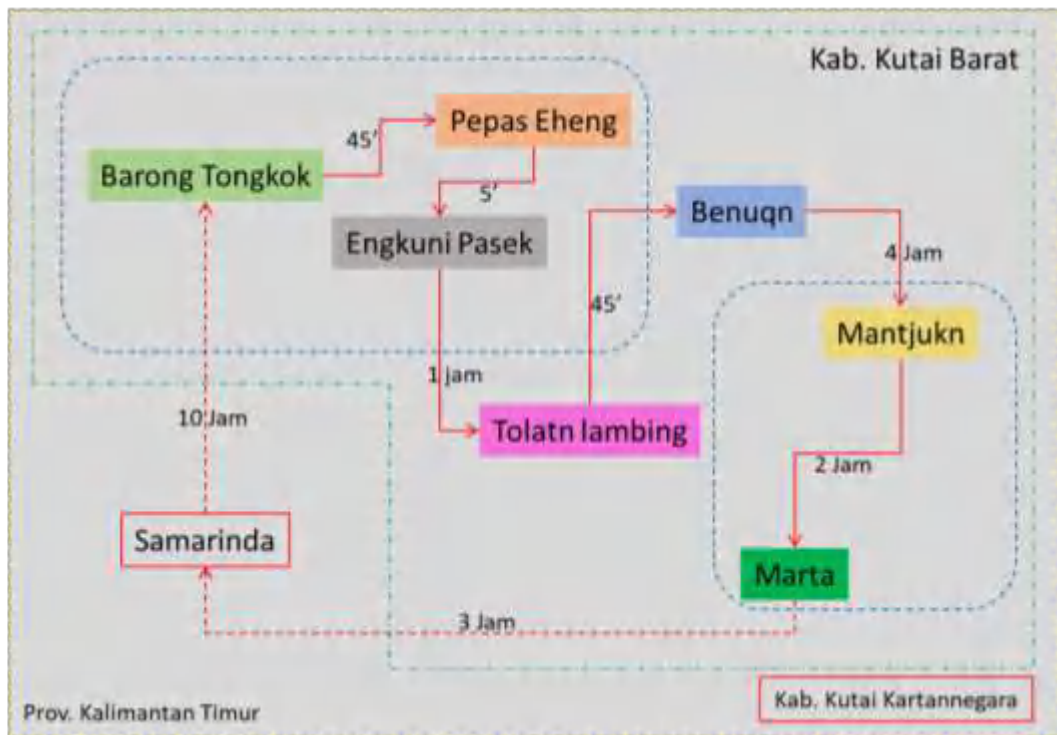 Kab. Kutai Barat
Pepas Eheng
45'
Barong Tongkok
5'
Benuqn
Engkuni Pasek
4 Jam
45'
Mantjukn
1 jam
10 Jam
Tolatn lambing
2 Jam
Samarinda
Marta
3 Jam
Kab. Kutai Kartannegara
Prov. Kalimantan Timur